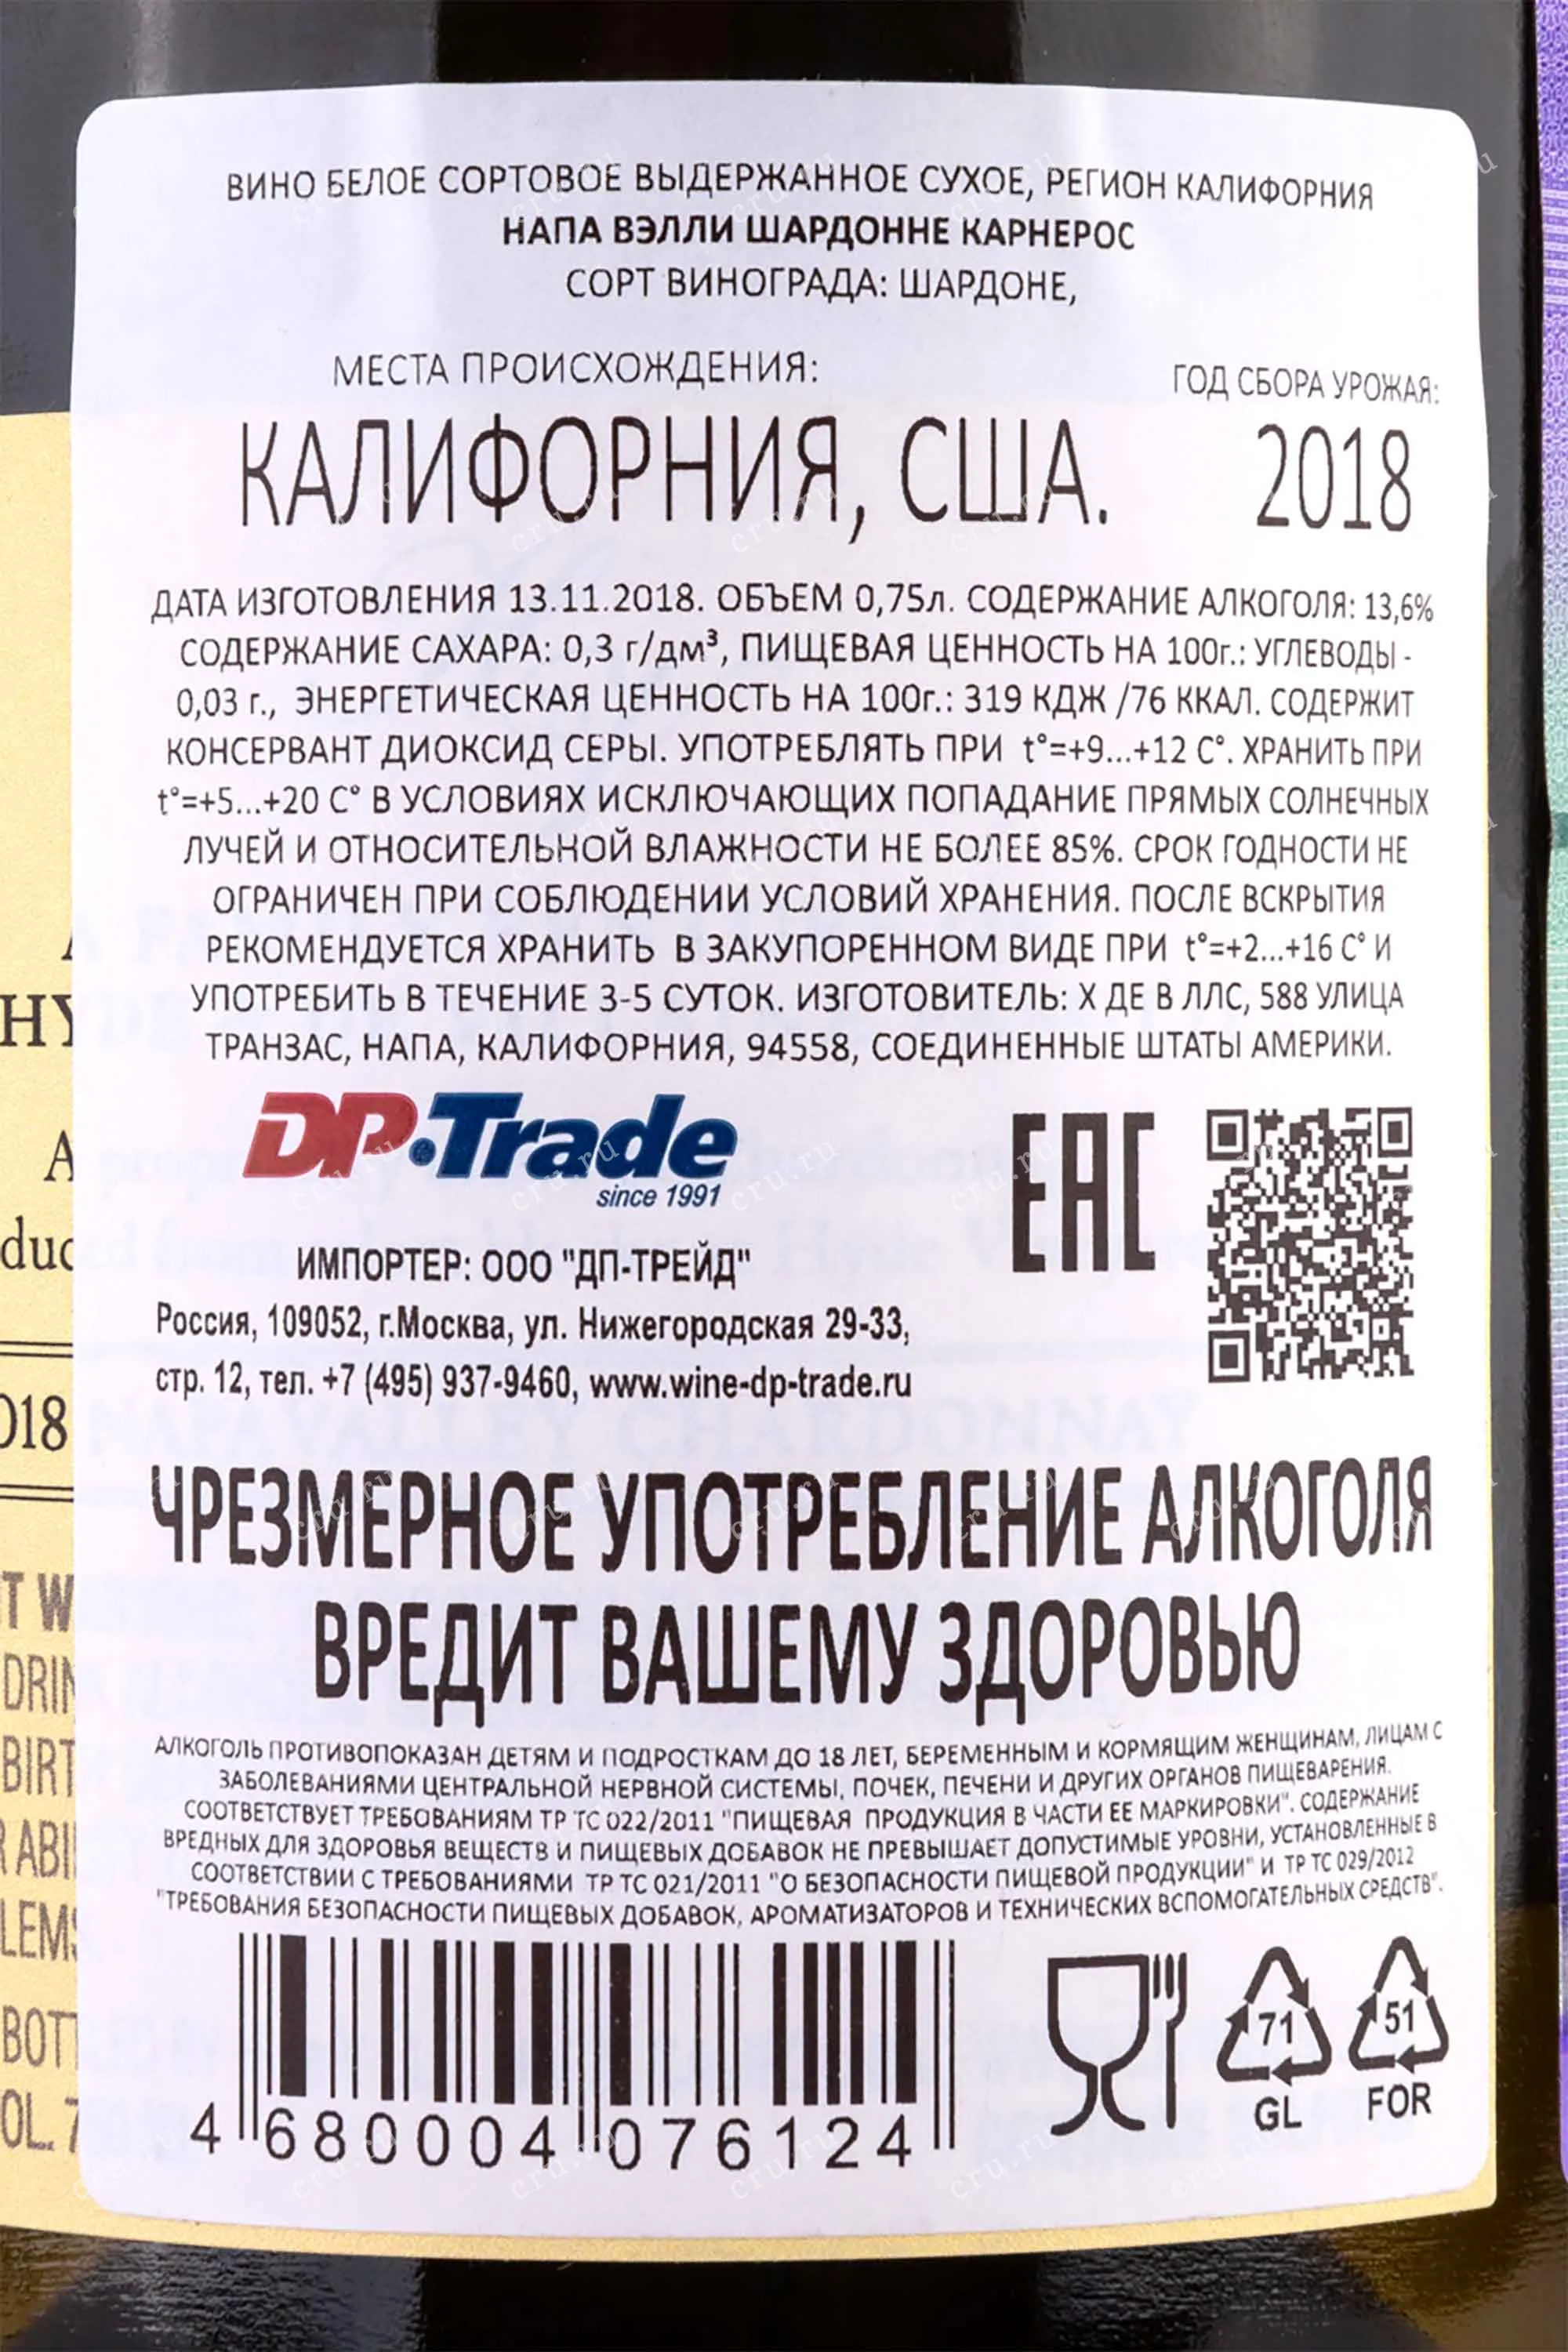 ВИНО БЕЛОЕ СОРТОВОЕ ВЫДЕРЖАННОЕ СУХОЕ, РЕГИОН КАЛИФОРНИЯ
НАПА ВЭЛЛИ ШАРДОННЕ КАРНЕРОС
СОРТ ВИНОГРАДА: ШАРДОНЕ,
МЕСТА ПРОИСХОЖДЕНИЯ:
КАЛИФОРНИЯ, США.
ГОД СБОРА УРОЖАЯ:
2018
ДАТА ИЗГОТОВЛЕНИЯ 13.11.2018. ОБЪЕМ 0,75л. СОДЕРЖАНИЕ АЛКОГОЛЯ: 13,6%
СОДЕРЖАНИЕ САХАРА: 0,3 г/дм³, ПИЩЕВАЯ ЦЕННОСТЬ НА 100г.: УГЛЕВОДЫ -
0,03 г., ЭНЕРГЕТИЧЕСКАЯ ЦЕННОСТЬ НА 100г.: 319 КДЖ /76 ККАЛ. СОДЕРЖИТ
КОНСЕРВАНТ ДИОКСИД СЕРЫ. УПОТРЕБЛЯТЬ ПРИ t°=+9...+12 C°. ХРАНИТЬ ПРИ
t°=+5...+20 C° В УСЛОВИЯХ ИСКЛЮЧАЮЩИХ ПОПАДАНИЕ ПРЯМЫХ СОЛНЕЧНЫХ
ЛУЧЕЙ И ОТНОСИТЕЛЬНОЙ ВЛАЖНОСТИ НЕ БОЛЕЕ 85%. СРОК ГОДНОСТИ НЕ
ОГРАНИЧЕН ПРИ СОБЛЮДЕНИИ УСЛОВИЙ ХРАНЕНИЯ. ПОСЛЕ ВСКРЫТИЯ
РЕКОМЕНДУЕТСЯ ХРАНИТЬ В ЗАКУПОРЕННОМ ВИДЕ ПРИ t°=+2...+16 C° И
УПОТРЕБИТЬ В ТЕЧЕНИЕ 3-5 СУТОК. ИЗГОТОВИТЕЛЬ: Х ДЕ В ЛЛС, 588 УЛИЦА
ТРАНЗАС, НАПА, КАЛИФОРНИЯ, 94558, СОЕДИНЕННЫЕ ШТАТЫ АМЕРИКИ.
DP·Trade
since 1991
EAC
ИМПОРТЕР: ООО "ДП-ТРЕЙД"
Россия, 109052, г.Москва, ул. Нижегородская 29-33,
стр. 12, тел. +7 (495) 937-9460, www.wine-dp-trade.ru
ЧРЕЗМЕРНОЕ УПОТРЕБЛЕНИЕ АЛКОГОЛЯ
ВРЕДИТ ВАШЕМУ ЗДОРОВЬЮ
АЛКОГОЛЬ ПРОТИВОПОКАЗАН ДЕТЯМ И ПОДРОСТКАМ ДО 18 ЛЕТ, БЕРЕМЕННЫМ И КОРМЯЩИМ ЖЕНЩИНАМ, ЛИЦАМ С
ЗАБОЛЕВАНИЯМИ ЦЕНТРАЛЬНОЙ НЕРВНОЙ СИСТЕМЫ, ПОЧЕК, ПЕЧЕНИ И ДРУГИХ ОРГАНОВ ПИЩЕВАРЕНИЯ.
СООТВЕТСТВУЕТ ТРЕБОВАНИЯМ ТР ТС 022/2011 "ПИЩЕВАЯ ПРОДУКЦИЯ В ЧАСТИ ЕЕ МАРКИРОВКИ". СОДЕРЖАНИЕ
ВРЕДНЫХ ДЛЯ ЗДОРОВЬЯ ВЕЩЕСТВ И ПИЩЕВЫХ ДОБАВОК НЕ ПРЕВЫШАЕТ ДОПУСТИМЫЕ УРОВНИ, УСТАНОВЛЕННЫЕ В
СООТВЕТСТВИИ С ТРЕБОВАНИЯМИ ТР ТС 021/2011 "О БЕЗОПАСНОСТИ ПИЩЕВОЙ ПРОДУКЦИИ" И ТР ТС 029/2012
"ТРЕБОВАНИЯ БЕЗОПАСНОСТИ ПИЩЕВЫХ ДОБАВОК, АРОМАТИЗАТОРОВ И ТЕХНИЧЕСКИХ ВСПОМОГАТЕЛЬНЫХ СРЕДСТВ".
4 680004 076124
71
GL
51
FOR
NAPA VALLEY CHARDONNAY
cru.ru